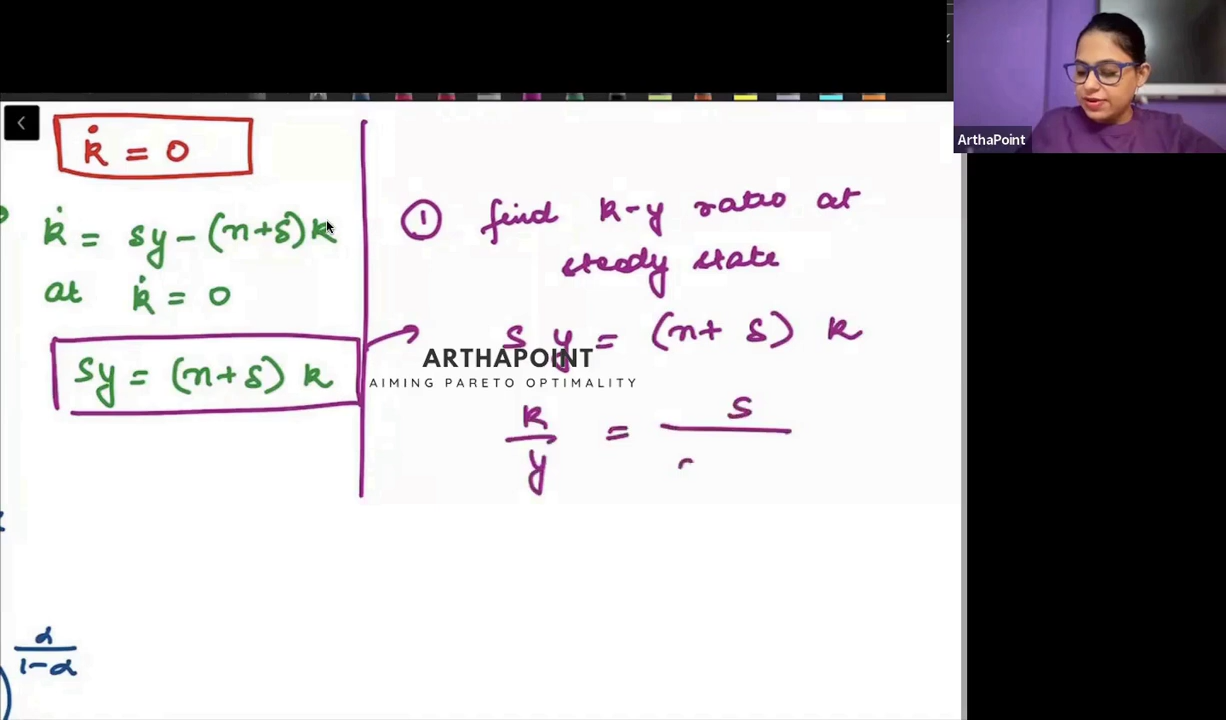 k̇ = 0
k̇ = sy - (n+δ)k
at k̇ = 0
sy = (n+δ) k
① find k-y ratio at
steady state
s y = (n+ δ) k
k/y = s/
α/1-α
ARTHAPOINT
AIMING PARETO OPTIMALITY
ArthaPoint